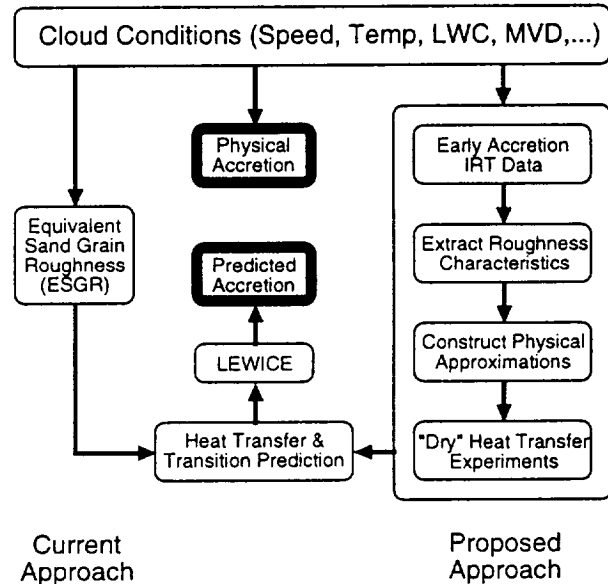 Cloud Conditions (Speed, Temp, LWC, MVD,...)
Physical
Accretion
Early Accretion
IRT Data
Equivalent
Sand Grain
Roughness
(ESGR)
Predicted
Accretion
Extract Roughness
Characteristics
LEWICE
Construct Physical
Approximations
Heat Transfer &
Transition Prediction
"Dry" Heat Transfer
Experiments
Current
Approach
Proposed
Approach